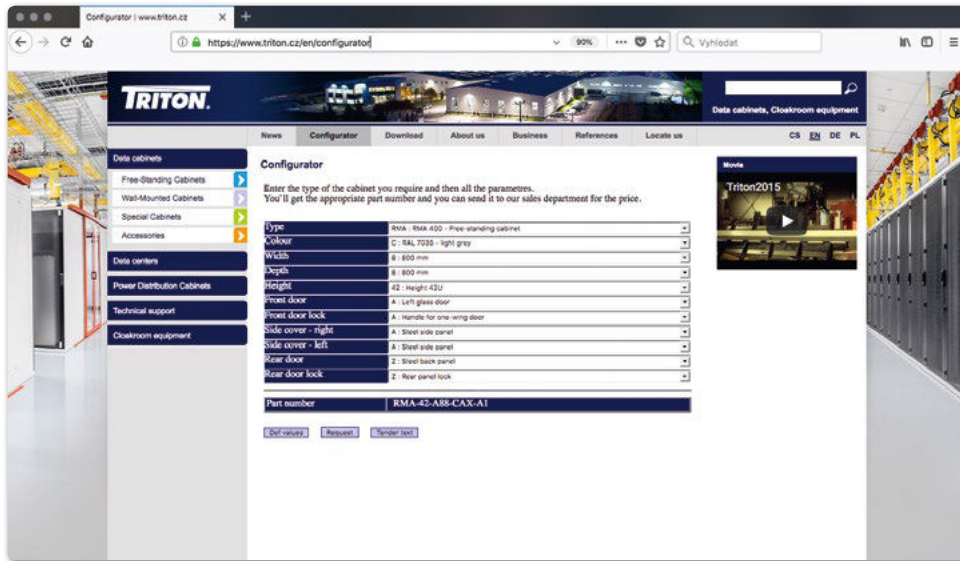 Configurator | www.triton.cz
https://www.triton.cz/en/configurator
90%
Vyhledat
TRITON.
Data cabinets, Cloakroom equipment
News Configurator Download About us Business References Locate us CS EN DE PL
Data cabinets
Free-Standing Cabinets
Wall-Mounted Cabinets
Special Cabinets
Accessories
Data centers
Power Distribution Cabinets
Technical support
Cloakroom equipment
Configurator
Enter the type of the cabinet you require and then all the parametres.
You'll get the appropriate part number and you can send it to our sales department for the price.
Type RMA : RMA 400 - Free-standing cabinet
Colour C : RAL 7035 - light grey
Width 8 : 800 mm
Depth 8 : 800 mm
Height 42 : Height 42U
Front door A : Left glass door
Front door lock A : Handle for one-wing door
Side cover - right A : Steel side panel
Side cover - left A : Steel side panel
Rear door Z : Steel back panel
Rear door lock Z : Rear panel lock
Part number RMA-42-A88-CAX-A1
Def values Request Tender text
Movie
Triton2015